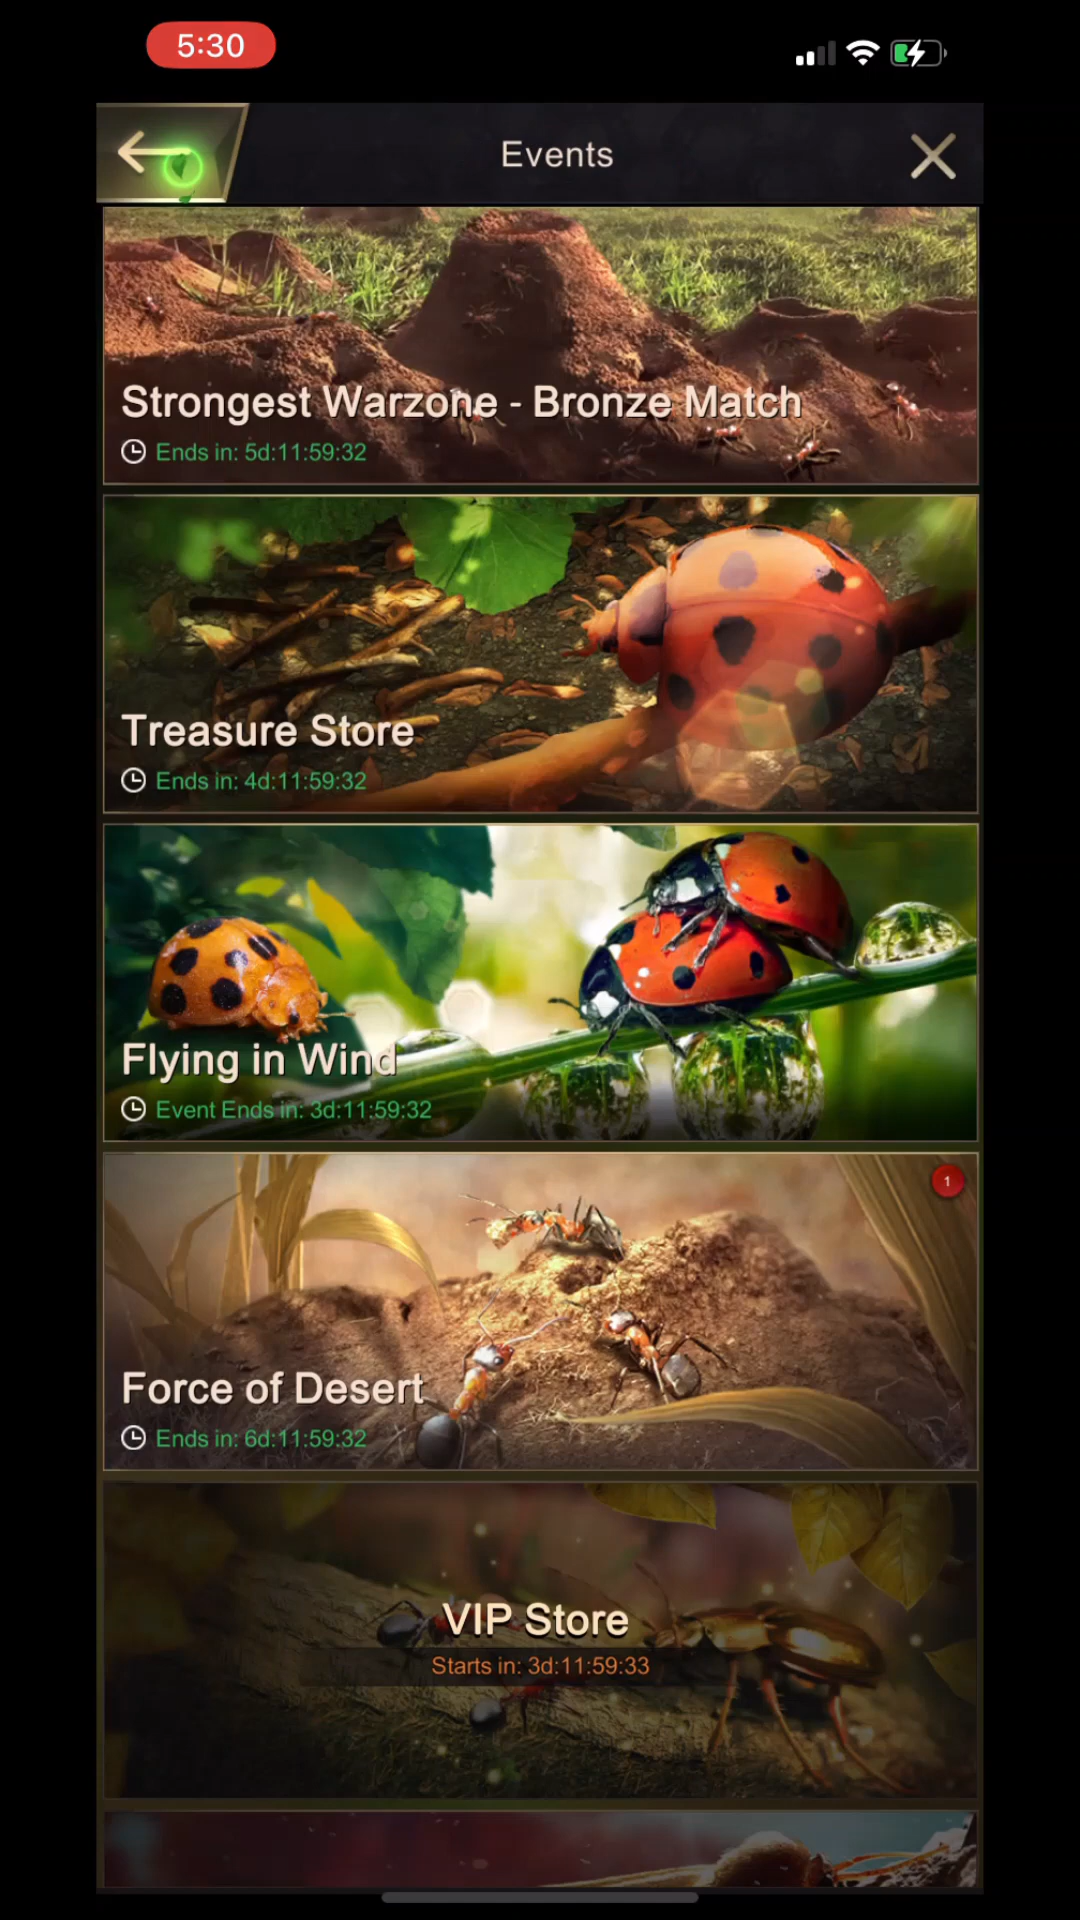 5:30
Events
Strongest Warzone - Bronze Match
Ends in: 5d:11:59:32
Treasure Store
Ends in: 4d:11:59:32
Flying in Wind
Event Ends in: 3d:11:59:32
1
Force of Desert
Ends in: 6d:11:59:32
VIP Store
Starts in: 3d:11:59:33